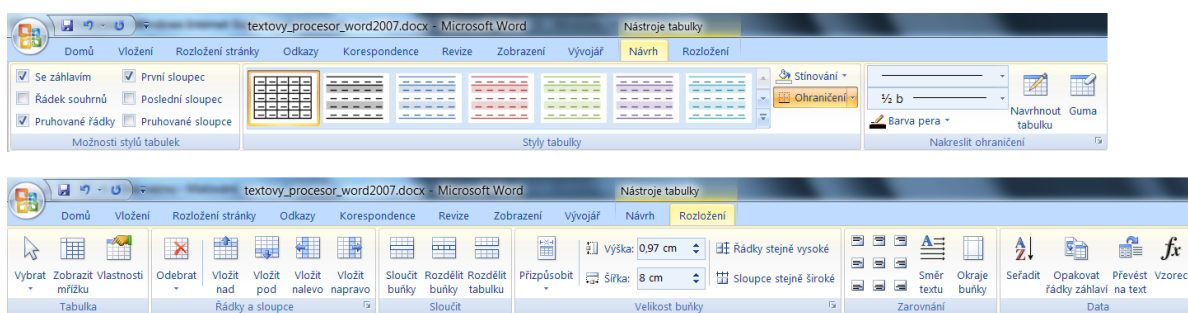 textovy_procesor_word2007.docx - Microsoft Word Nástroje tabulky
Domů Vložení Rozložení stránky Odkazy Korespondence Revize Zobrazení Vývojář Návrh Rozložení
Se záhlavím První sloupec Stínování
Řádek souhrnů Poslední sloupec Ohraničení ½ b
Pruhované řádky Pruhované sloupce Barva pera Navrhnout tabulku Guma
Možnosti stylů tabulek Styly tabulky Nakreslit ohraničení
textovy_procesor_word2007.docx - Microsoft Word Nástroje tabulky
Domů Vložení Rozložení stránky Odkazy Korespondence Revize Zobrazení Vývojář Návrh Rozložení
Výška: 0,97 cm Řádky stejně vysoké
Šířka: 8 cm Sloupce stejně široké
Vybrat Zobrazit Vlastnosti Odebrat Vložit Vložit Vložit Vložit Sloučit Rozdělit Rozdělit Přizpůsobit Směr Okraje Seřadit Opakovat Převést Vzorec
mřížku nad pod nalevo napravo buňky buňky tabulku textu buňky řádky záhlaví na text
Tabulka Řádky a sloupce Sloučit Velikost buňky Zarovnání Data